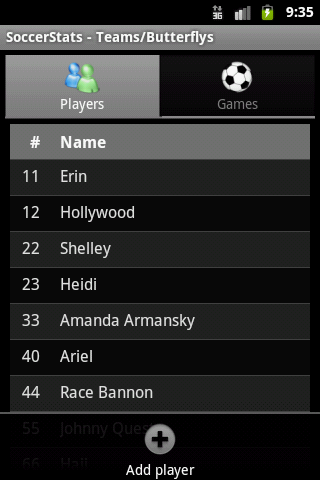 3G 9:35
SoccerStats - Teams/Butterflys
Players Games
# Name
11 Erin
12 Hollywood
22 Shelley
23 Heidi
33 Amanda Armansky
40 Ariel
44 Race Bannon
55 Johnny Quest
66
Add player